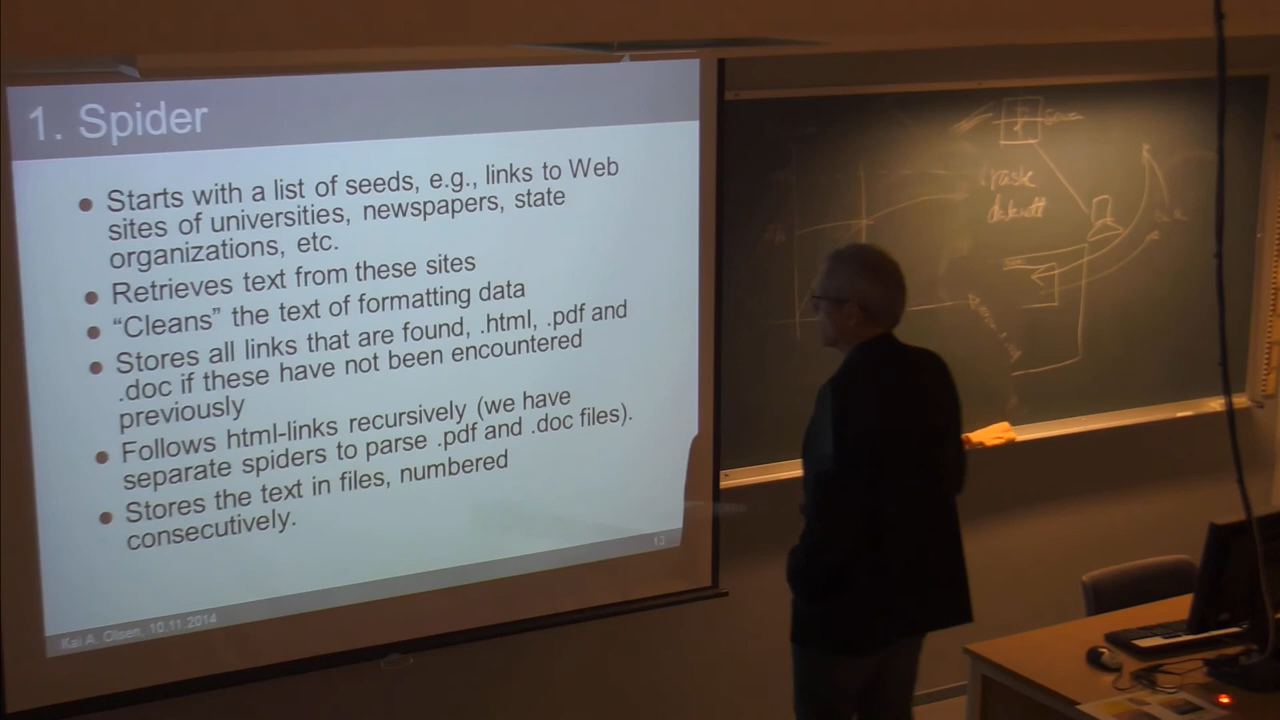 1. Spider
Starts with a list of seeds, e.g., links to Web
sites of universities, newspapers, state
organizations, etc.
Retrieves text from these sites
“Cleans” the text of formatting data
Stores all links that are found, .html, .pdf and
.doc if these have not been encountered
previously
Follows html-links recursively (we have
separate spiders to parse .pdf and .doc files).
Stores the text in files, numbered
consecutively.
13
Kai A. Olsen, 10.11.2014